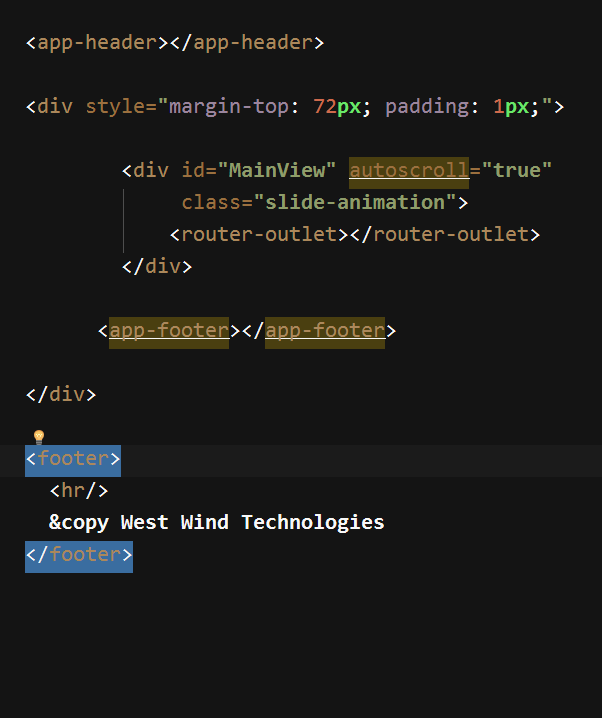 <app-header></app-header>
<div style="margin-top: 72px; padding: 1px;">
<div id="MainView" autoscroll="true"
class="slide-animation">
<router-outlet></router-outlet>
</div>
<app-footer></app-footer>
</div>
<footer>
<hr/>
&copy West Wind Technologies
</footer>